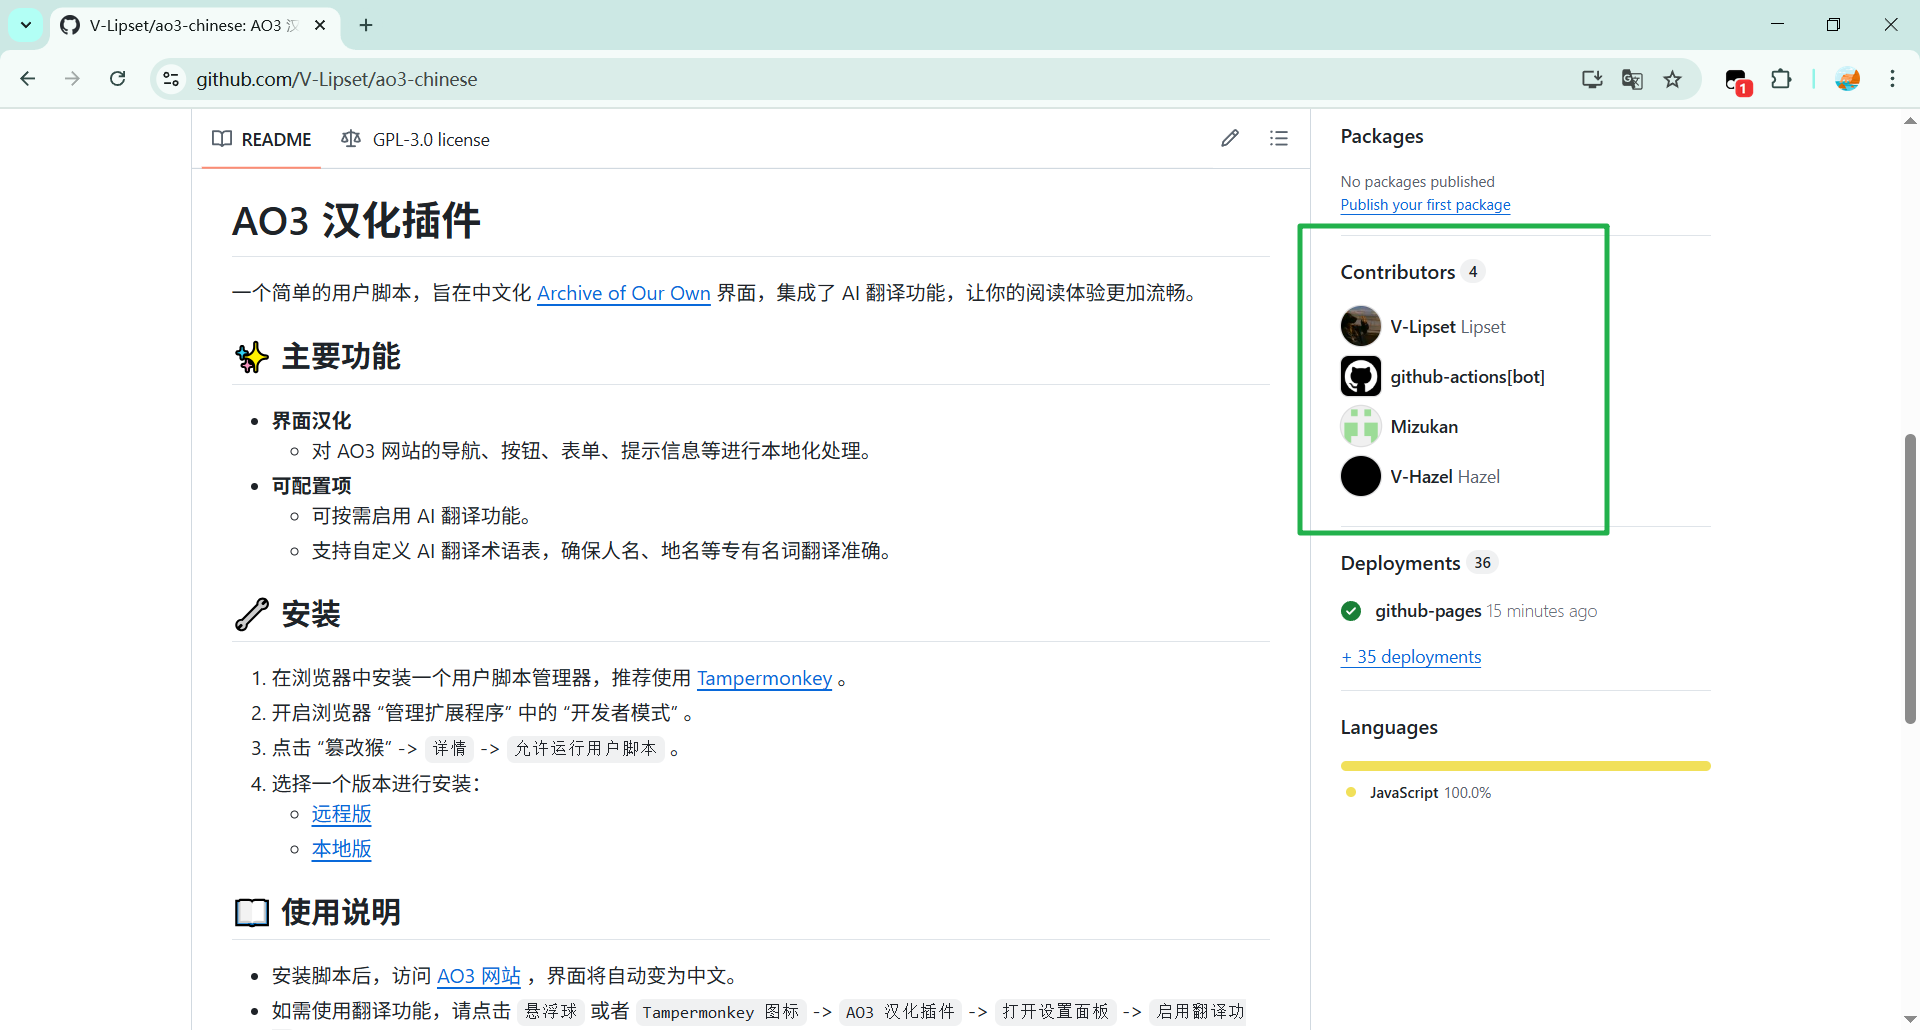 V-Lipset/ao3-chinese: AO3 汉
github.com/V-Lipset/ao3-chinese
1
README
GPL-3.0 license
AO3 汉化插件
一个简单的用户脚本，旨在中文化 Archive of Our Own 界面，集成了 AI 翻译功能，让你的阅读体验更加流畅。
✨ 主要功能
• 界面汉化
◦ 对 AO3 网站的导航、按钮、表单、提示信息等进行本地化处理。
• 可配置项
◦ 可按需启用 AI 翻译功能。
◦ 支持自定义 AI 翻译术语表，确保人名、地名等专有名词翻译准确。
🔧 安装
1. 在浏览器中安装一个用户脚本管理器，推荐使用 Tampermonkey 。
2. 开启浏览器 “管理扩展程序” 中的 “开发者模式” 。
3. 点击 “篡改猴” -> 详情 -> 允许运行用户脚本 。
4. 选择一个版本进行安装：
◦ 远程版
◦ 本地版
📖 使用说明
• 安装脚本后，访问 AO3 网站 ，界面将自动变为中文。
• 如需使用翻译功能，请点击 悬浮球 或者 Tampermonkey 图标 -> AO3 汉化插件 -> 打开设置面板 -> 启用翻译功
Packages
No packages published
Publish your first package
Contributors 4
V-Lipset Lipset
github-actions[bot]
Mizukan
V-Hazel Hazel
Deployments 36
github-pages 15 minutes ago
+ 35 deployments
Languages
JavaScript 100.0%